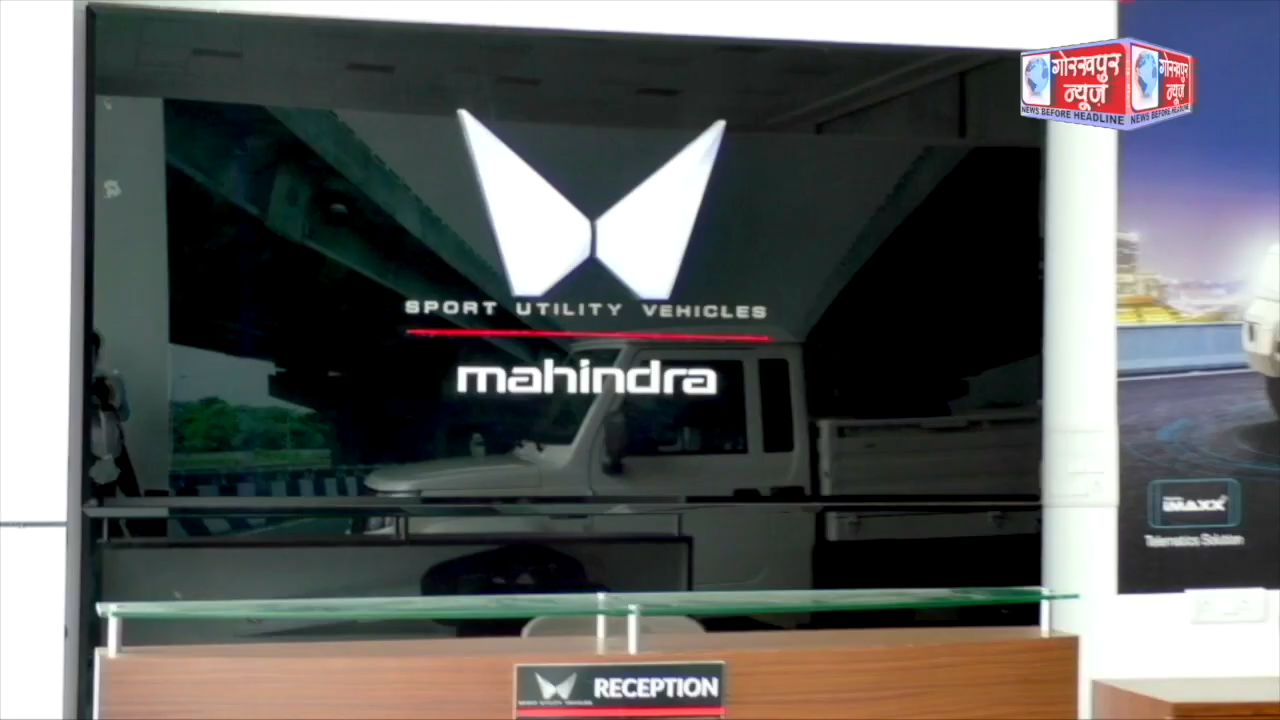 गोरखपुर
न्यूज़
NEWS BEFORE HEADLINE
गोरखपुर
न्यूज़
NEWS BEFORE HEADLINE
SPORT UTILITY VEHICLES
mahindra
iMAXX
Telematics Solution
RECEPTION